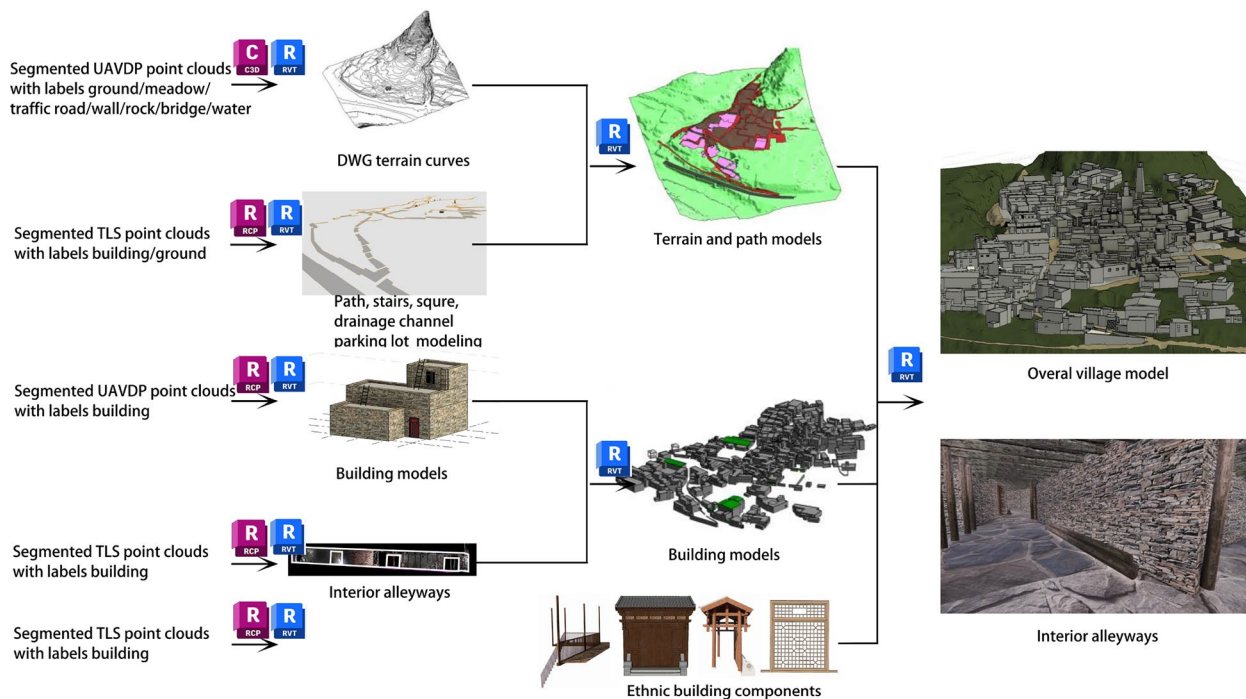 C
C3D
R
RVT
Segmented UAVDP point clouds
with labels ground/meadow/
traffic road/wall/rock/bridge/water
DWG terrain curves
R
RVT
Terrain and path models
R
RCP
R
RVT
Segmented TLS point clouds
with labels building/ground
Path, stairs, squre,
drainage channel
parking lot modeling
R
RCP
R
RVT
Segmented UAVDP point clouds
with labels building
Building models
R
RVT
Building models
R
RCP
R
RVT
Segmented TLS point clouds
with labels building
Interior alleyways
R
RCP
R
RVT
Segmented TLS point clouds
with labels building
Ethnic building components
R
RVT
Overal village model
Interior alleyways